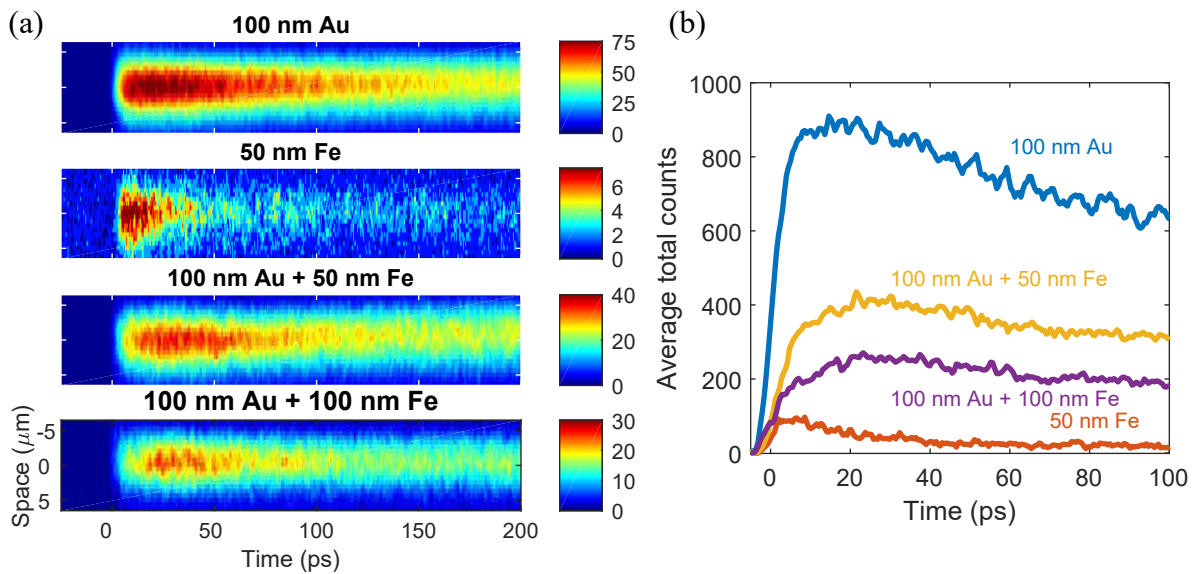 (a)
100 nm Au
75
50
25
0
50 nm Fe
6
4
2
0
100 nm Au + 50 nm Fe
40
20
0
100 nm Au + 100 nm Fe
30
20
10
0
Space (μm)
-5
0
5
0 50 100 150 200
Time (ps)
(b)
Average total counts
1000
800
600
400
200
0
100 nm Au
100 nm Au + 50 nm Fe
100 nm Au + 100 nm Fe
50 nm Fe
0 20 40 60 80 100
Time (ps)